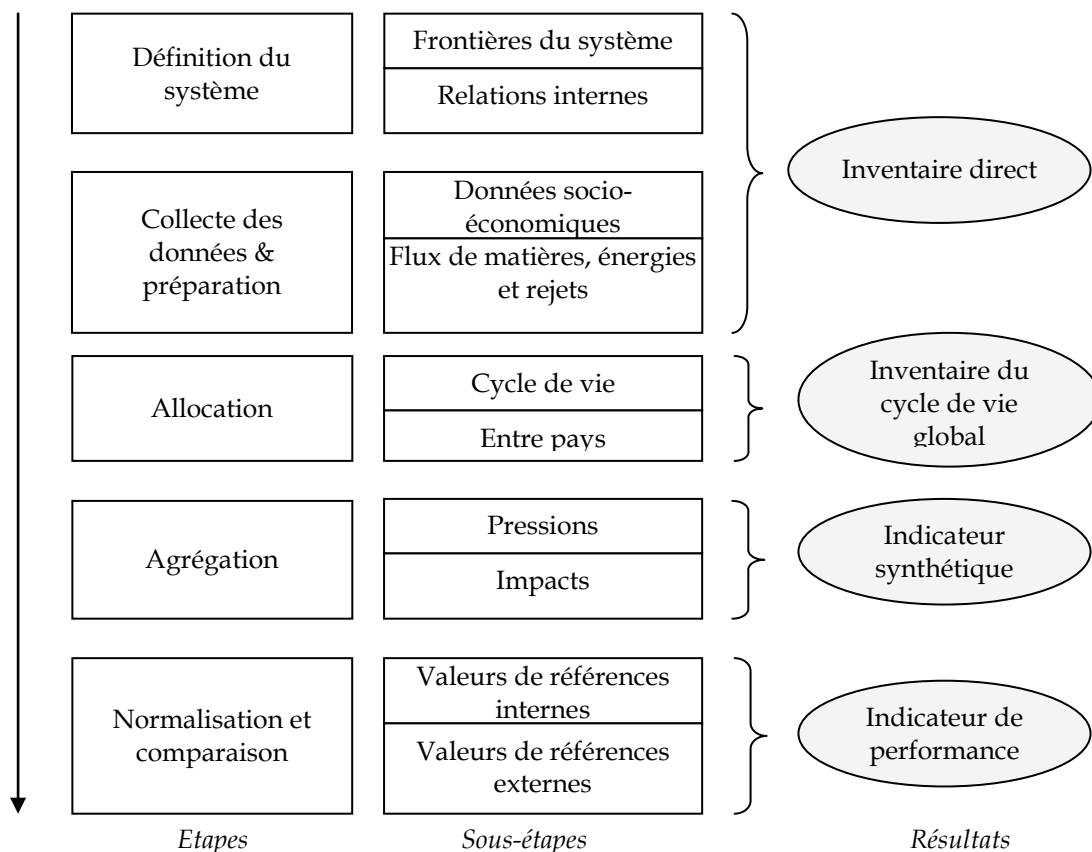 Définition du
système
Frontières du système
Relations internes
Inventaire direct
Collecte des
données &
préparation
Données socio-
économiques
Flux de matières, énergies
et rejets
Allocation
Cycle de vie
Entre pays
Inventaire du
cycle de vie
global
Agrégation
Pressions
Impacts
Indicateur
synthétique
Normalisation et
comparaison
Valeurs de références
internes
Valeurs de références
externes
Indicateur de
performance
Etapes
Sous-étapes
Résultats